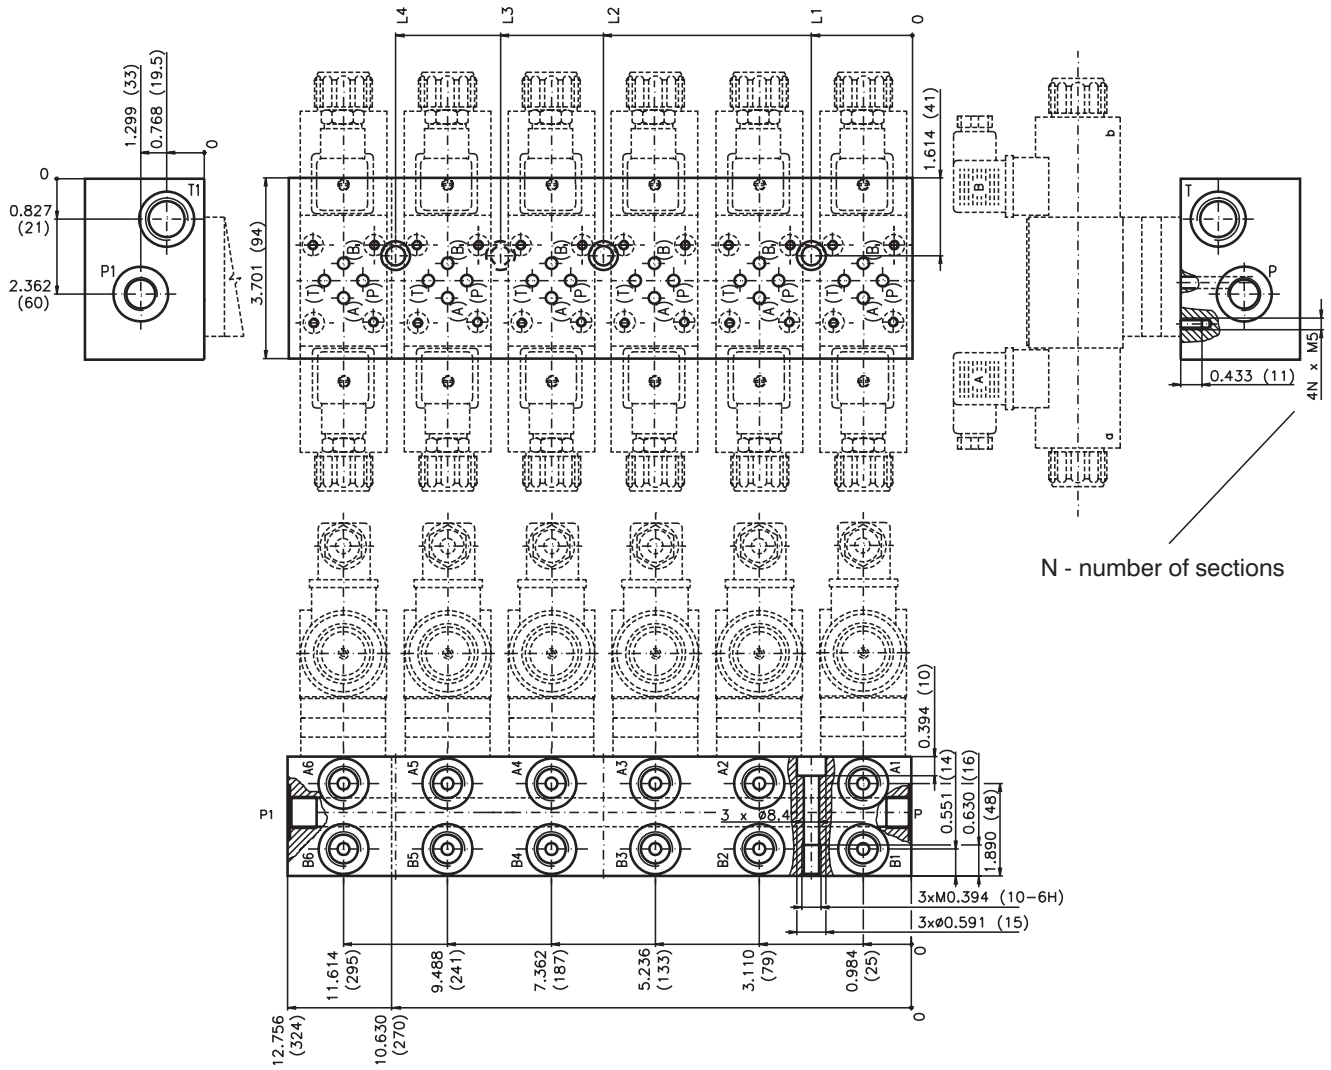 L4
L3
L2
L1
0
1.299 (33)
0.768 (19.5)
0
0
0.827
(21)
2.362
(60)
T1
P1
3.701 (94)
1.614 (41)
(B)
(T)
(P)
(A)
(B)
(T)
(P)
(A)
(B)
(T)
(P)
(A)
(B)
(T)
(P)
(A)
(B)
(T)
(P)
(A)
(B)
(T)
(P)
(A)
b
B
A
a
T
P
0.433 (11)
4N x M5
N - number of sections
0.394 (10)
A6
A5
A4
A3
A2
A1
P1
P
3 x ø8.4
B6
B5
B4
B3
B2
B1
0.551 (14)
0.630 (16)
1.890 (48)
3xM0.394 (10-6H)
3xø0.591 (15)
11.614
(295)
9.488
(241)
7.362
(187)
5.236
(133)
3.110
(79)
0.984
(25)
0
12.756
(324)
10.630
(270)
0